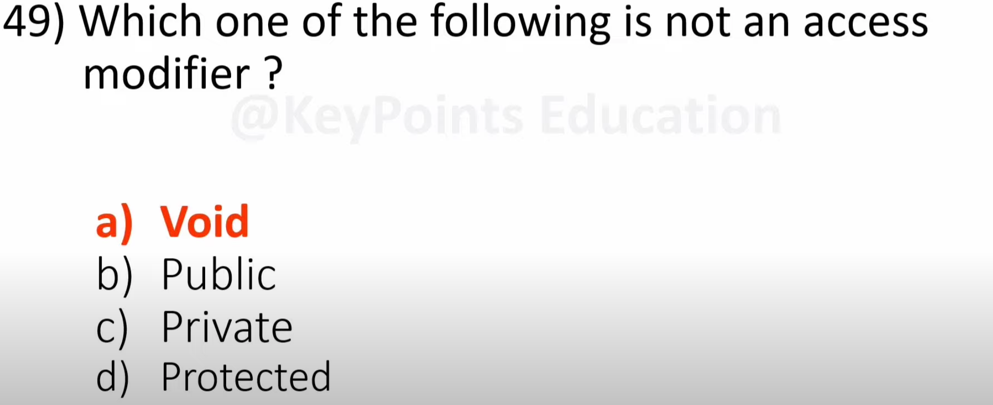 49) Which one of the following is not an access
modifier ?
@KeyPoints Education
a) Void
b) Public
c) Private
d) Protected